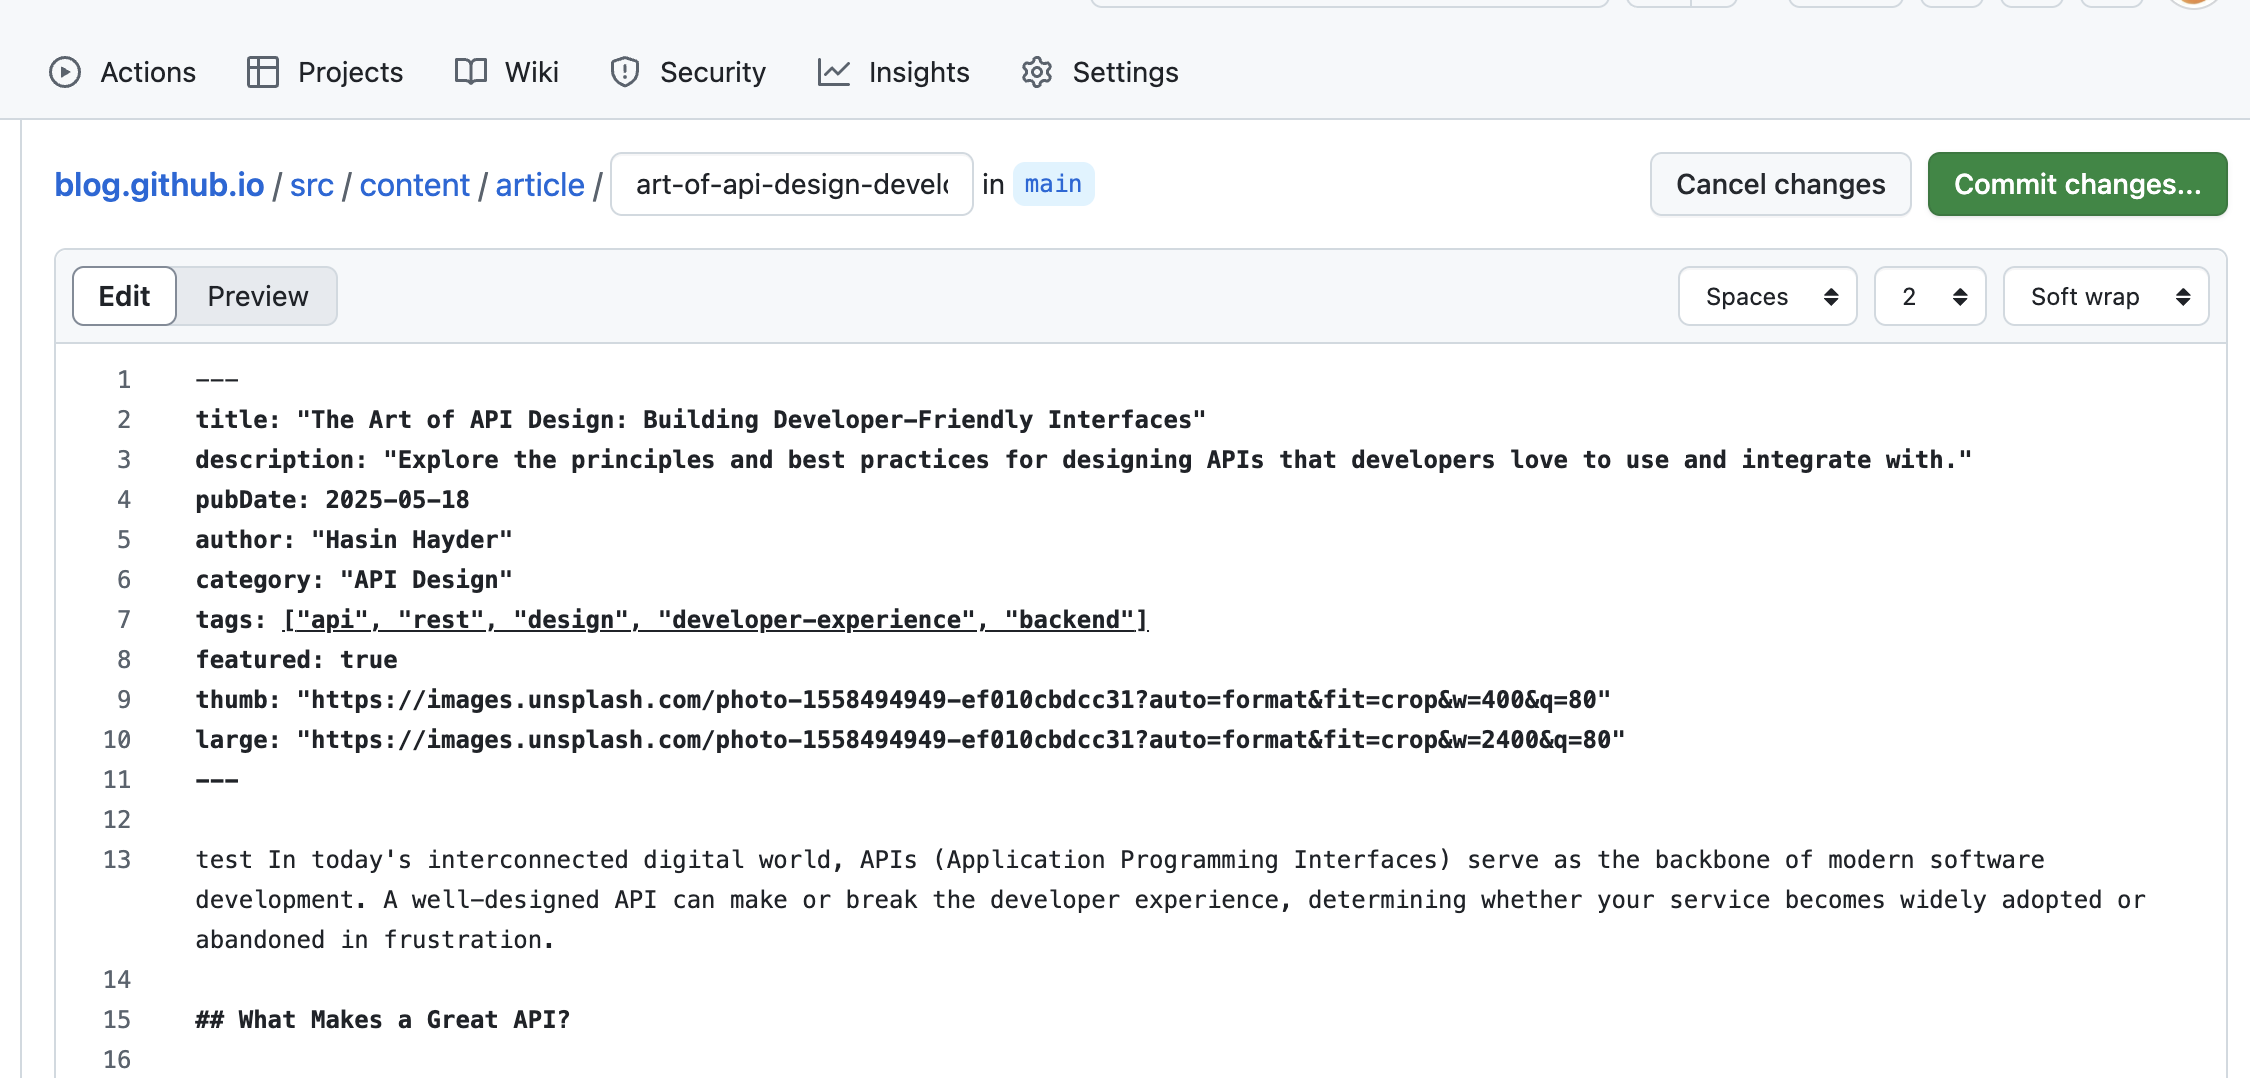 Actions Projects Wiki Security Insights Settings
blog.github.io / src / content / article / art-of-api-design-develo in main Cancel changes Commit changes...
Edit Preview Spaces 2 Soft wrap
1 ---
2 title: "The Art of API Design: Building Developer-Friendly Interfaces"
3 description: "Explore the principles and best practices for designing APIs that developers love to use and integrate with."
4 pubDate: 2025-05-18
5 author: "Hasin Hayder"
6 category: "API Design"
7 tags: ["api", "rest", "design", "developer-experience", "backend"]
8 featured: true
9 thumb: "https://images.unsplash.com/photo-1558494949-ef010cbdcc31?auto=format&fit=crop&w=400&q=80"
10 large: "https://images.unsplash.com/photo-1558494949-ef010cbdcc31?auto=format&fit=crop&w=2400&q=80"
11 ---
12
13 test In today's interconnected digital world, APIs (Application Programming Interfaces) serve as the backbone of modern software
development. A well-designed API can make or break the developer experience, determining whether your service becomes widely adopted or
abandoned in frustration.
14
15 ## What Makes a Great API?
16